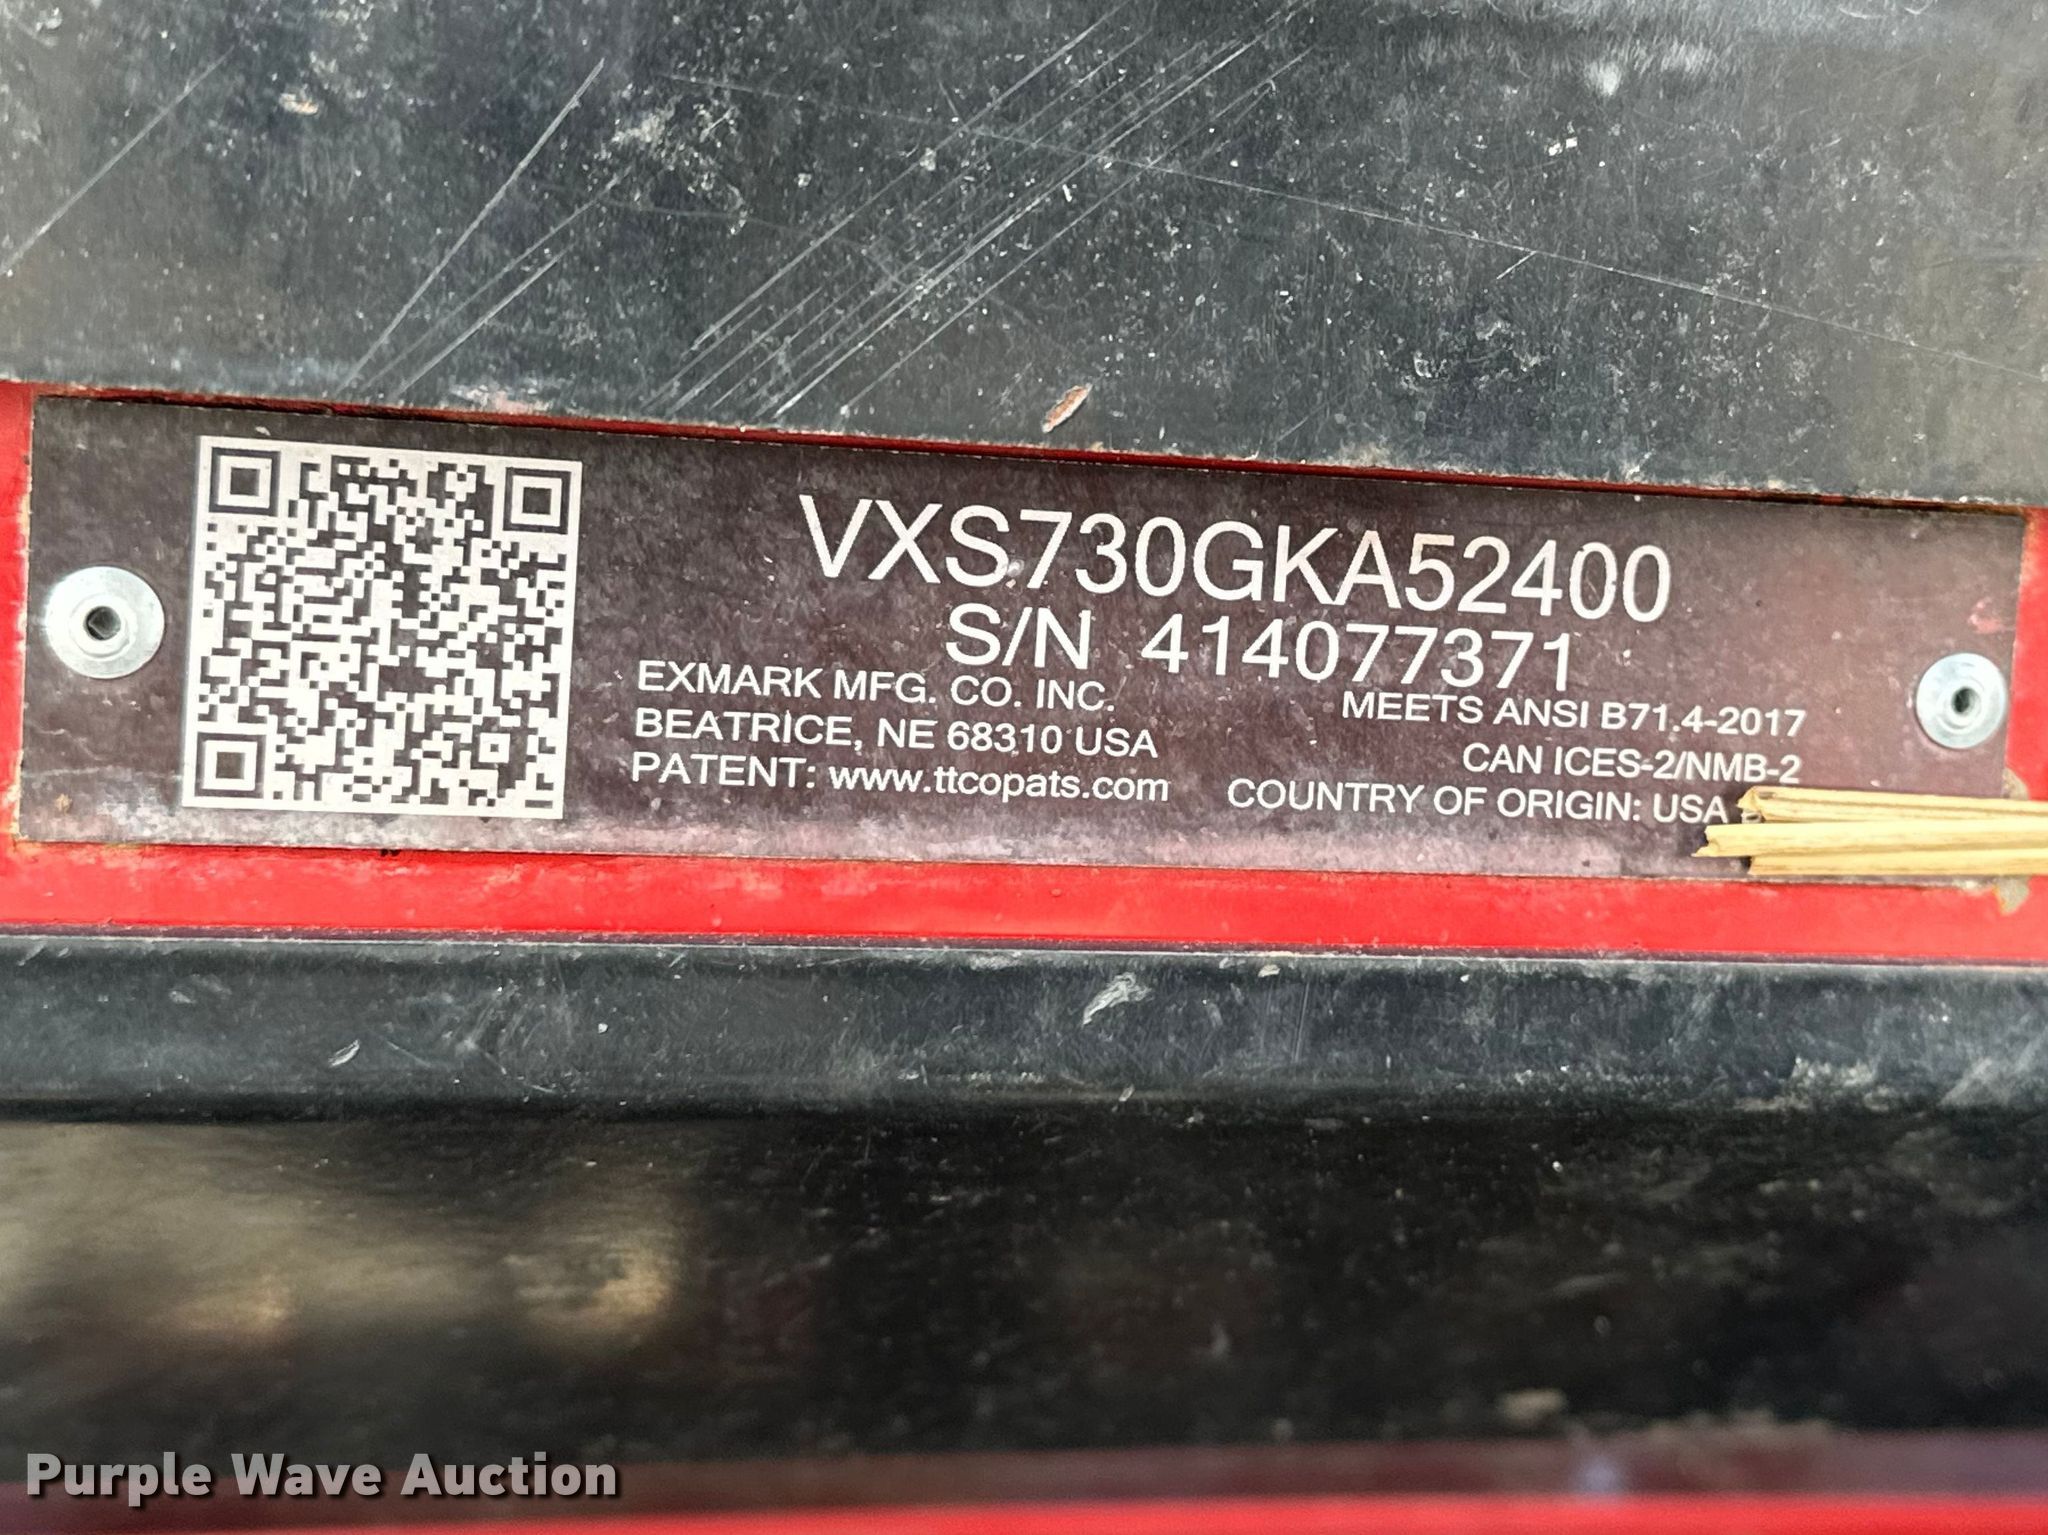 VXS730GKA52400
S/N 414077371
EXMARK MFG. CO. INC.
BEATRICE, NE 68310 USA
PATENT: www.ttcopats.com
MEETS ANSI B71.4-2017
CAN ICES-2/NMB-2
COUNTRY OF ORIGIN: USA
Purple Wave Auction